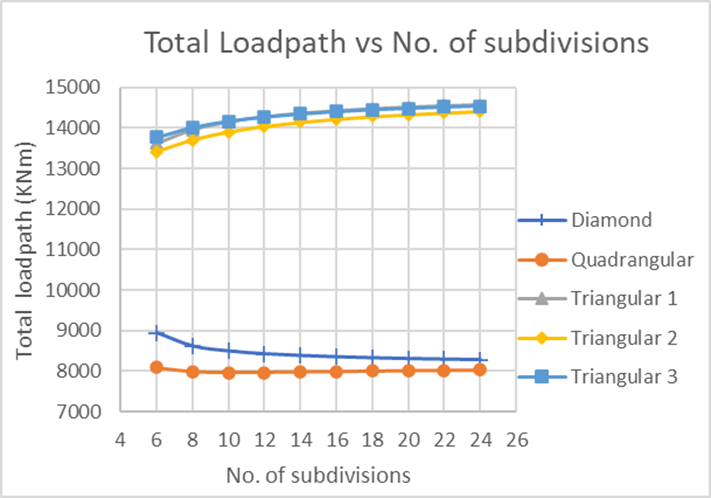 Total Loadpath vs No. of subdivisions
15000
14000
13000
12000
11000
10000
9000
8000
7000
Total loadpath (KNm)
4 6 8 10 12 14 16 18 20 22 24 26
No. of subdivisions
Diamond
Quadrangular
Triangular 1
Triangular 2
Triangular 3